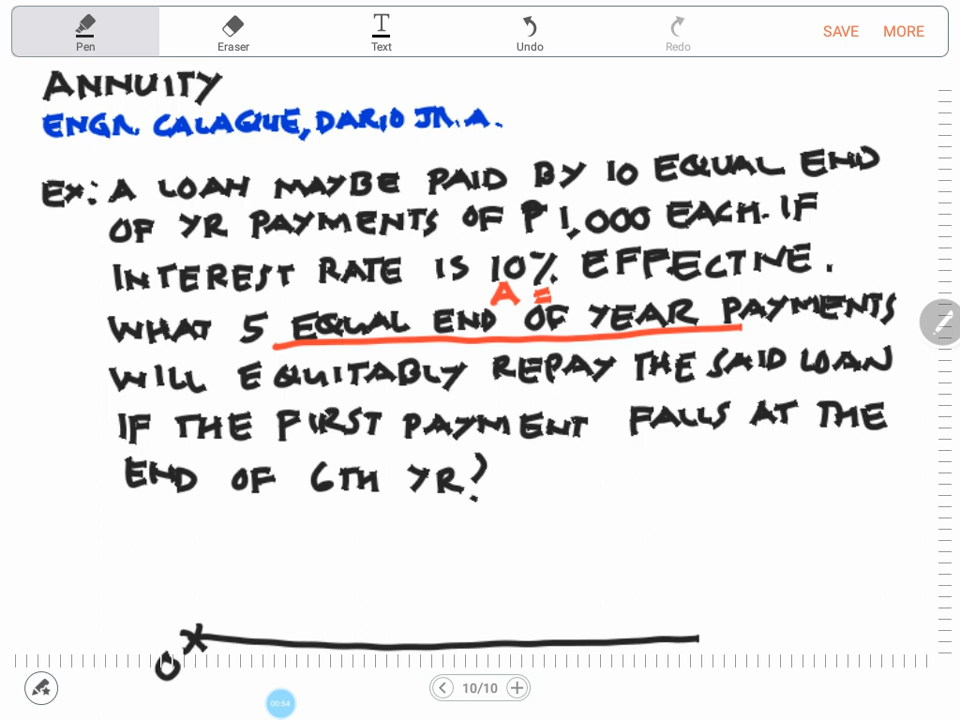 Pen
Eraser
T
Text
Undo
Redo
SAVE
MORE
ANNUITY
ENGR. CALAGUE, DARIO JR. A.
EX: A LOAN MAYBE PAID BY 10 EQUAL END
OF YR PAYMENTS OF ₱1,000 EACH. IF
INTEREST RATE IS 10% EFFECTIVE.
A =
WHAT 5 EQUAL END OF YEAR PAYMENTS
WILL EQUITABLY REPAY THE SAID LOAN
IF THE FIRST PAYMENT FALLS AT THE
END OF 6TH YR?
0
10/10
00:54